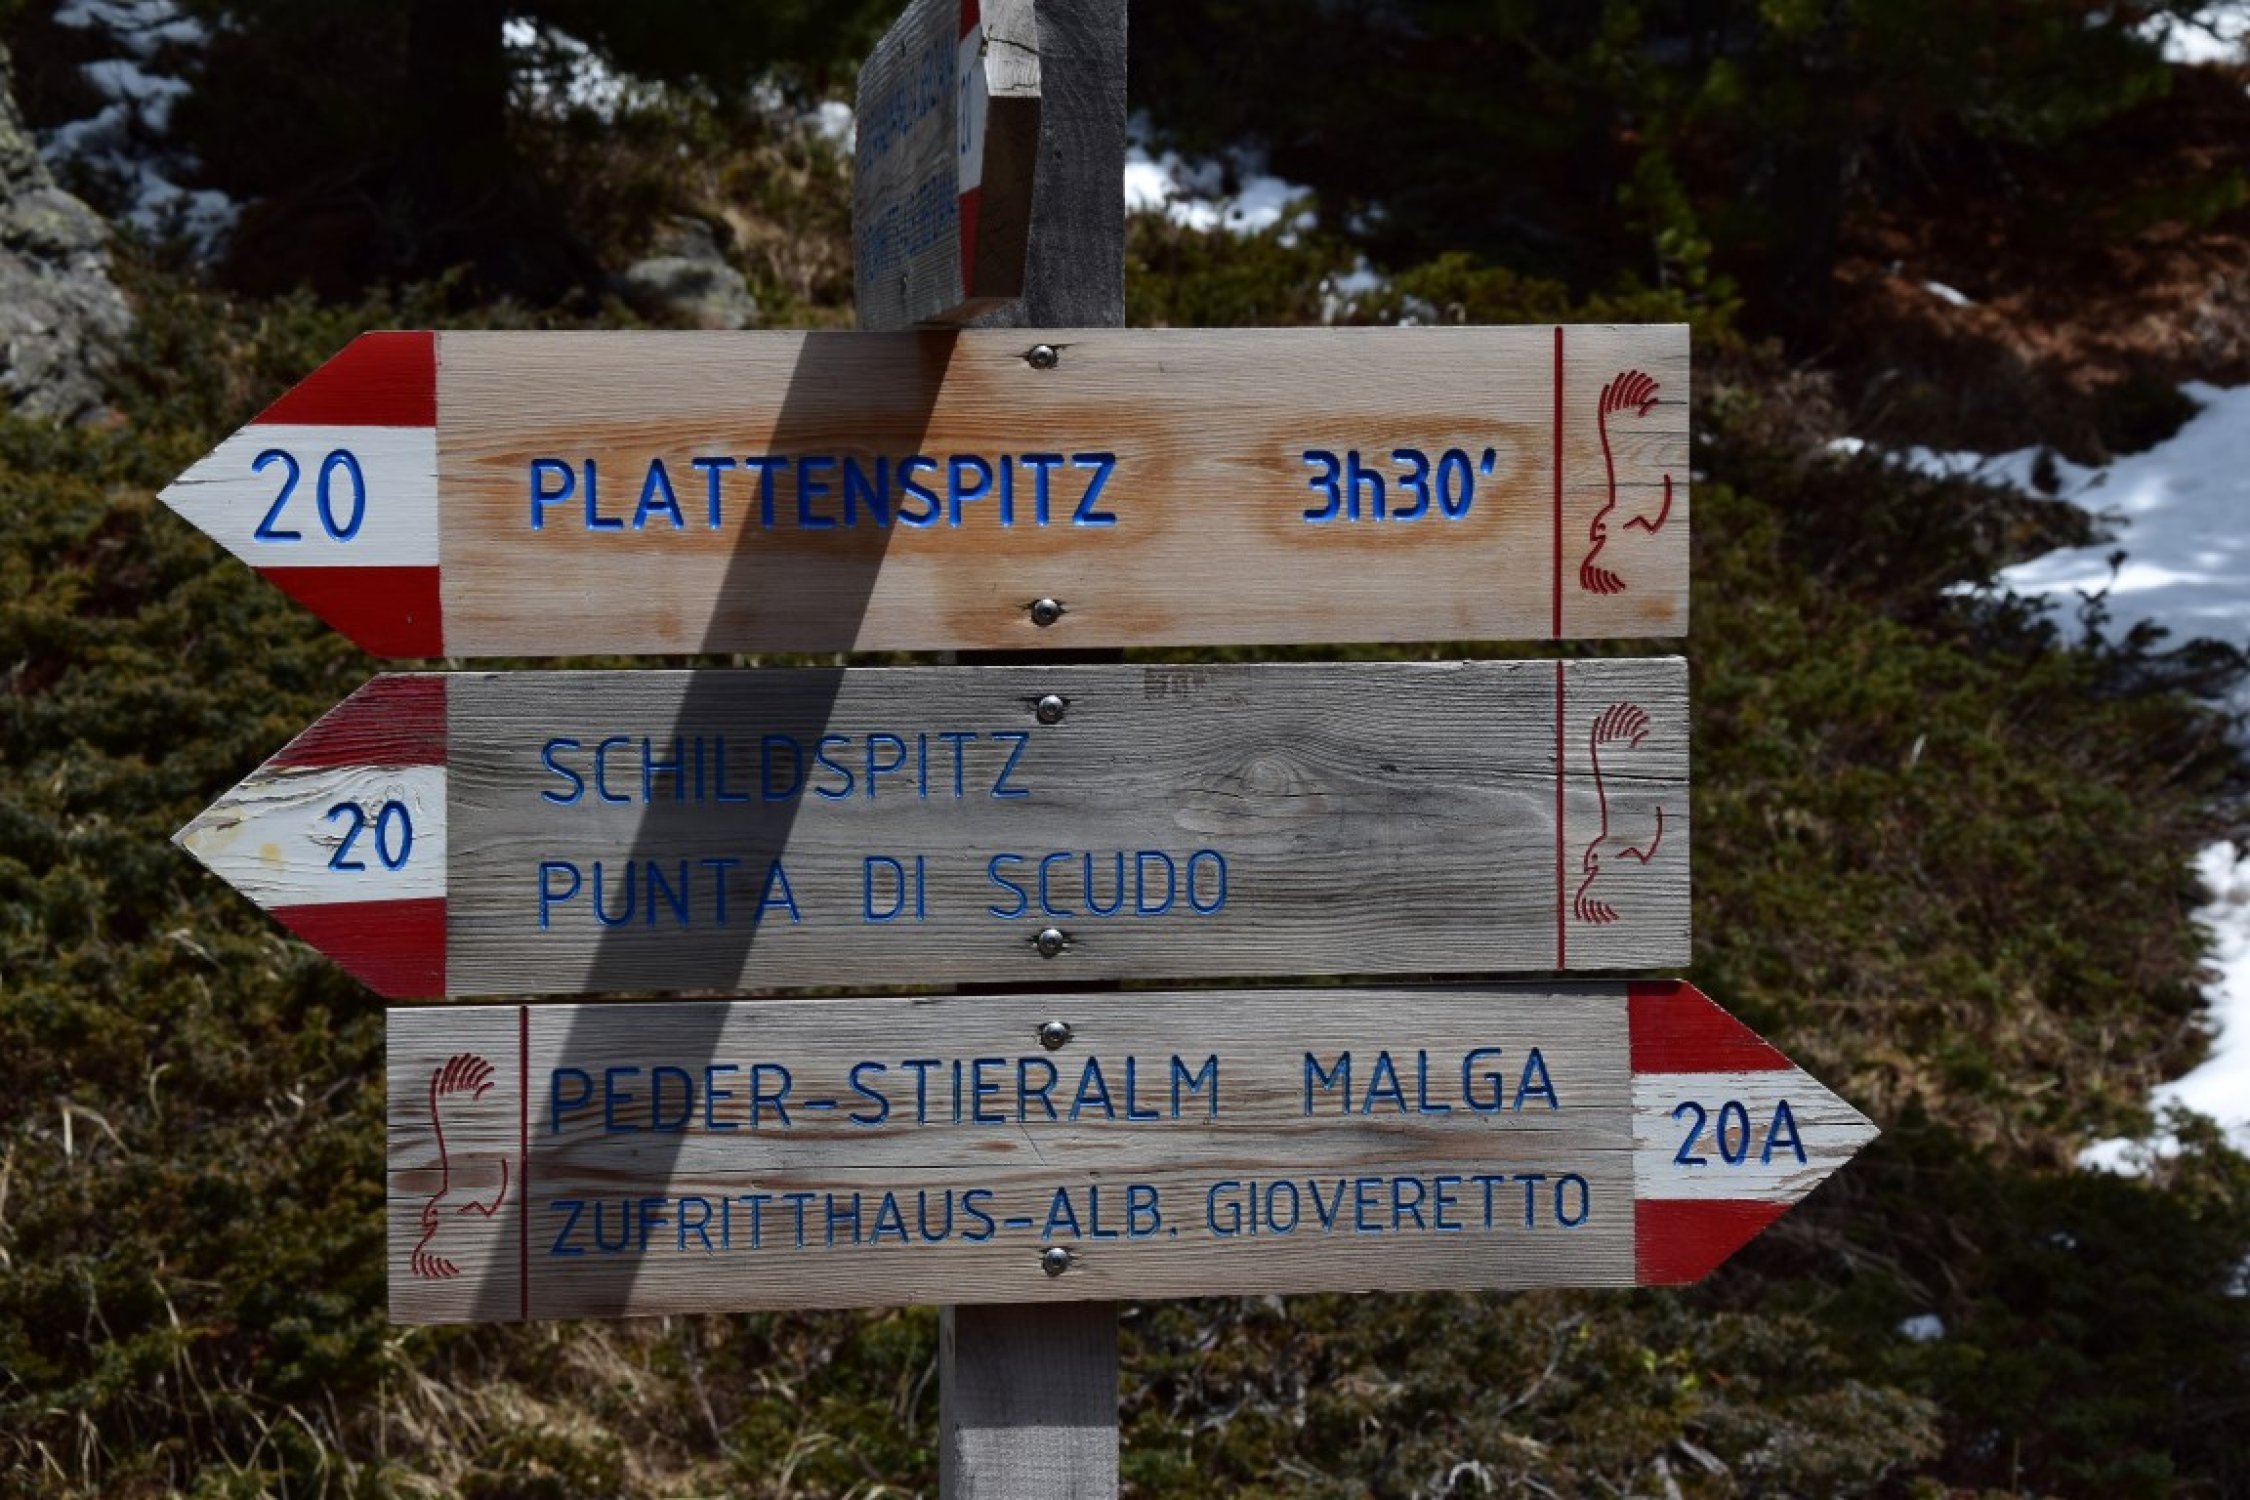 20 PLATTENSPITZ 3h30'
SCHILDSPITZ
20
PUNTA DI SCUDO
PEDER-STIERALM MALGA
20A
ZUFRITTHAUS-ALB. GIOVERETTO